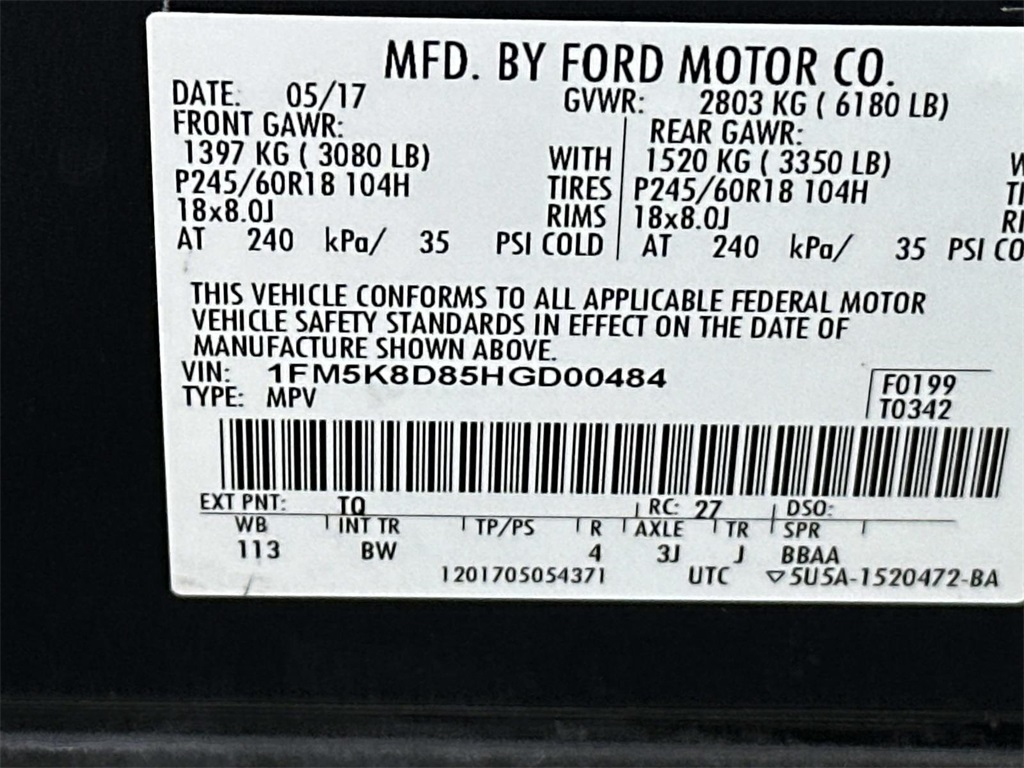 MFD. BY FORD MOTOR CO.
DATE: 05/17 GVWR: 2803 KG ( 6180 LB)
FRONT GAWR: REAR GAWR:
1397 KG ( 3080 LB) WITH 1520 KG ( 3350 LB) W
P245/60R18 104H TIRES P245/60R18 104H TI
18x8.0J RIMS 18x8.0J RI
AT 240 kPa/ 35 PSI COLD AT 240 kPa/ 35 PSI CO
THIS VEHICLE CONFORMS TO ALL APPLICABLE FEDERAL MOTOR
VEHICLE SAFETY STANDARDS IN EFFECT ON THE DATE OF
MANUFACTURE SHOWN ABOVE.
VIN: 1FM5K8D85HGD00484 F0199
TYPE: MPV T0342
EXT PNT: TQ RC: 27 DSO:
WB INT TR TP/PS R AXLE TR SPR
113 BW 4 3J J BBAA
1201705054371 UTC ▽5U5A-1520472-BA